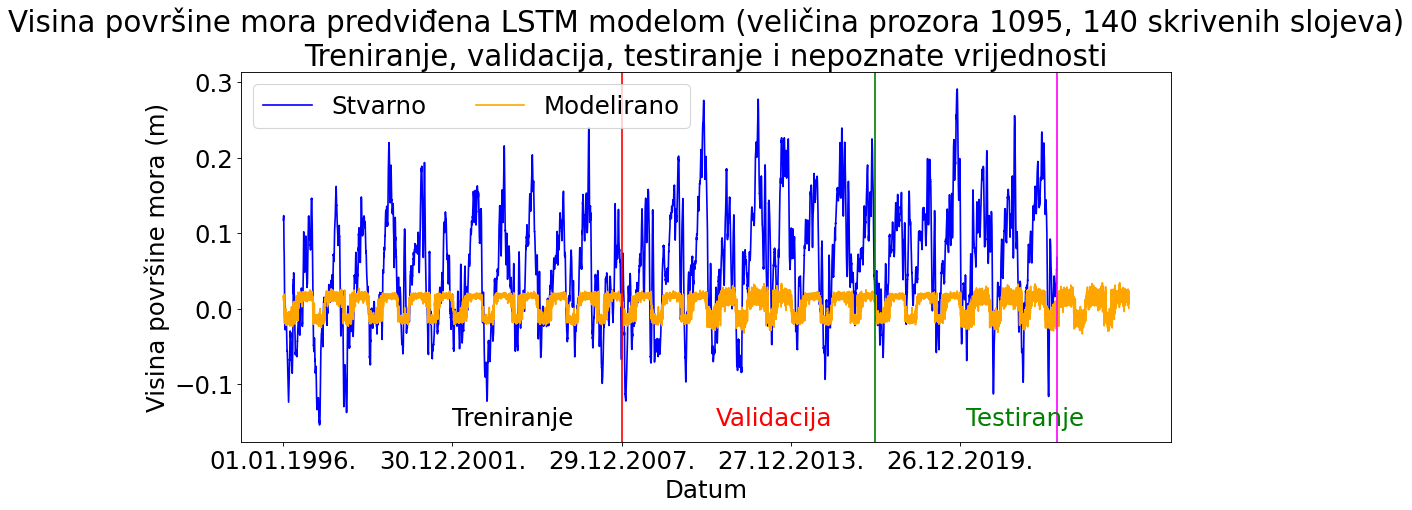 Visina površine mora predviđena LSTM modelom (veličina prozora 1095, 140 skrivenih slojeva)
Treniranje, validacija, testiranje i nepoznate vrijednosti
Stvarno
Modelirano
Visina površine mora (m)
0.3
0.2
0.1
0.0
−0.1
Treniranje
Validacija
Testiranje
01.01.1996.
30.12.2001.
29.12.2007.
27.12.2013.
26.12.2019.
Datum